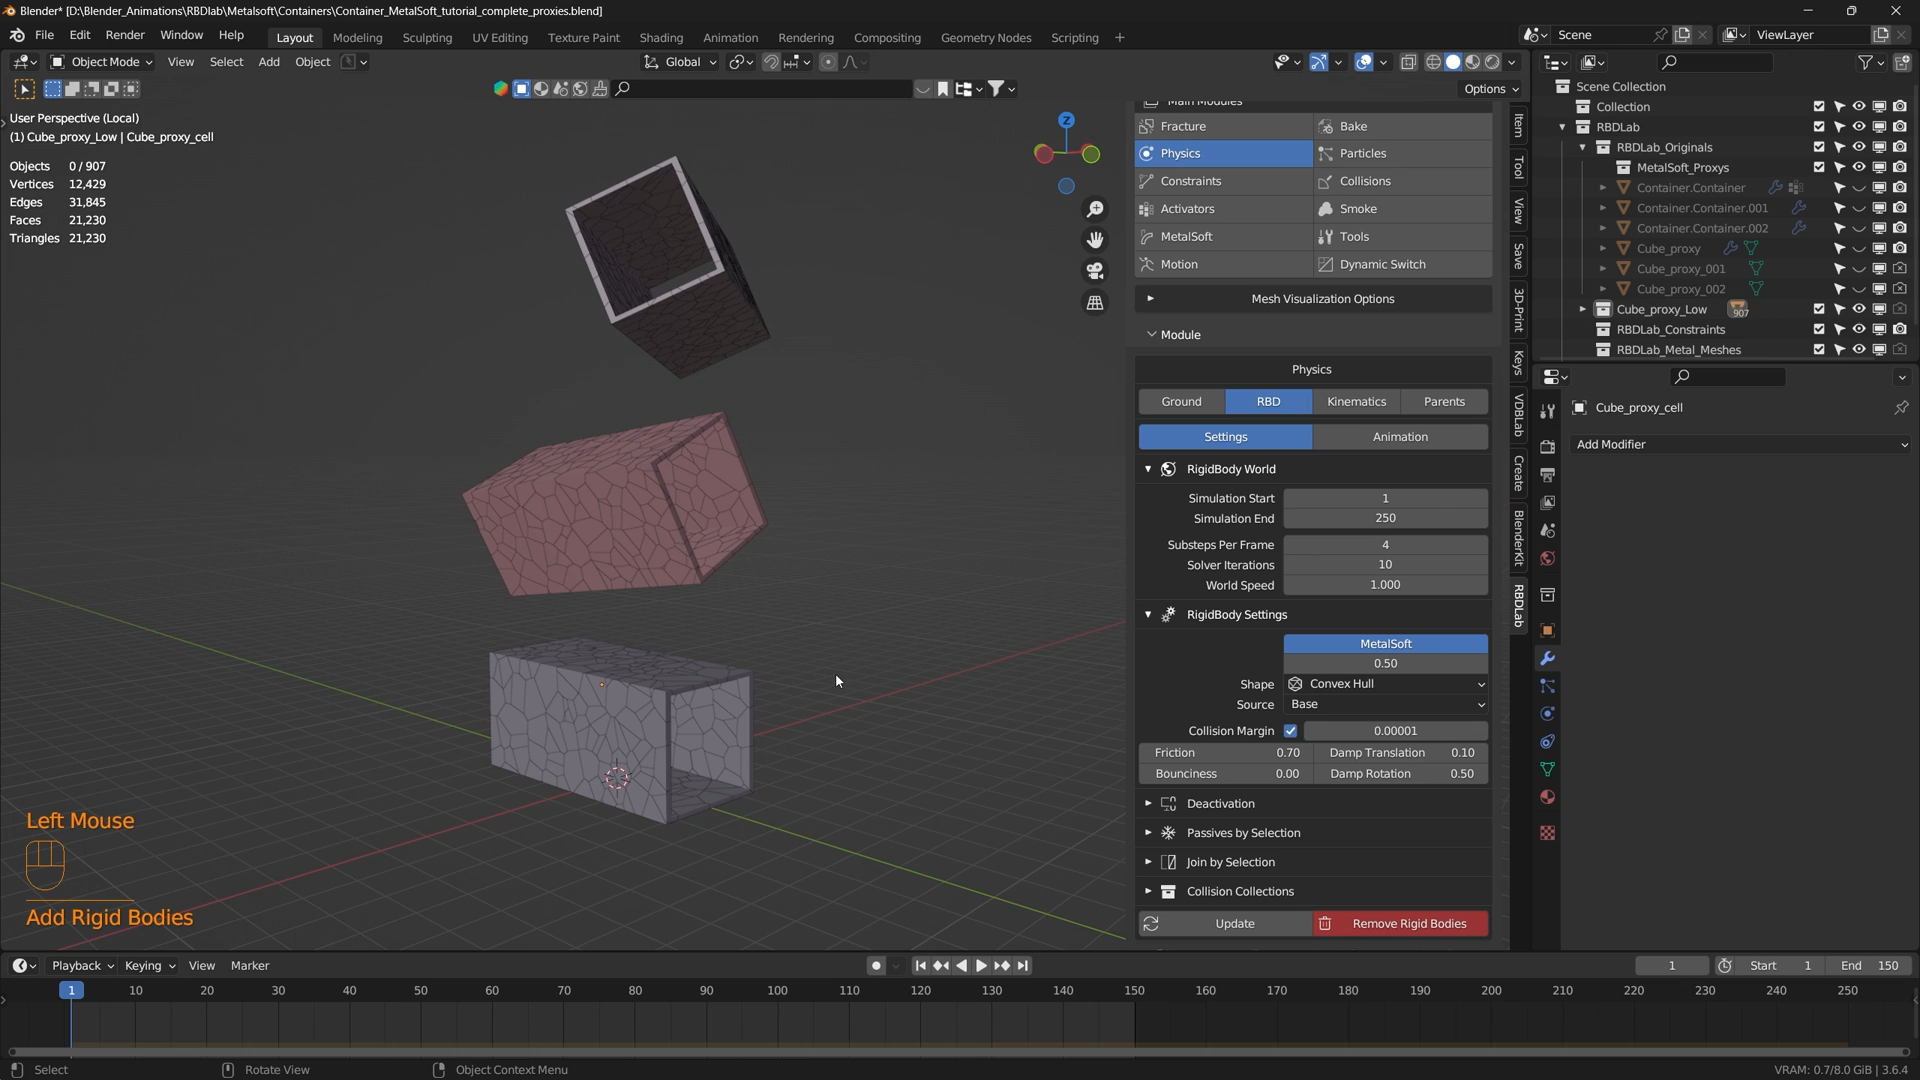 Blender* [D:\Blender_Animations\RBDlab\Metalsoft\Containers\Container_MetalSoft_tutorial_complete_proxies.blend]
File Edit Render Window Help Layout Modeling Sculpting UV Editing Texture Paint Shading Animation Rendering Compositing Geometry Nodes Scripting + Scene ViewLayer
Object Mode View Select Add Object Global
Options
User Perspective (Local)
(1) Cube_proxy_Low | Cube_proxy_cell
Objects 0 / 907
Vertices 12,429
Edges 31,845
Faces 21,230
Triangles 21,230
Z
Left Mouse
Add Rigid Bodies
Main Modules
Fracture Bake
Physics Particles
Constraints Collisions
Activators Smoke
MetalSoft Tools
Motion Dynamic Switch
Mesh Visualization Options
Module
Physics
Ground RBD Kinematics Parents
Settings Animation
RigidBody World
Simulation Start 1
Simulation End 250
Substeps Per Frame 4
Solver Iterations 10
World Speed 1.000
RigidBody Settings
MetalSoft
0.50
Shape Convex Hull
Source Base
Collision Margin 0.00001
Friction 0.70 Damp Translation 0.10
Bounciness 0.00 Damp Rotation 0.50
Deactivation
Passives by Selection
Join by Selection
Collision Collections
Update Remove Rigid Bodies
Item
Tool
View
Save
3D-Print
Keys
VDBLab
Create
BlenderKit
RBDLab
Scene Collection
Collection
RBDLab
RBDLab_Originals
MetalSoft_Proxys
Container.Container
Container.Container.001
Container.Container.002
Cube_proxy
Cube_proxy_001
Cube_proxy_002
Cube_proxy_Low 907
RBDLab_Constraints
RBDLab_Metal_Meshes
Cube_proxy_cell
Add Modifier
Playback Keying View Marker 1 Start 1 End 150
1 10 20 30 40 50 60 70 80 90 100 110 120 130 140 150 160 170 180 190 200 210 220 230 240 250
Select Rotate View Object Context Menu VRAM: 0.7/8.0 GiB | 3.6.4